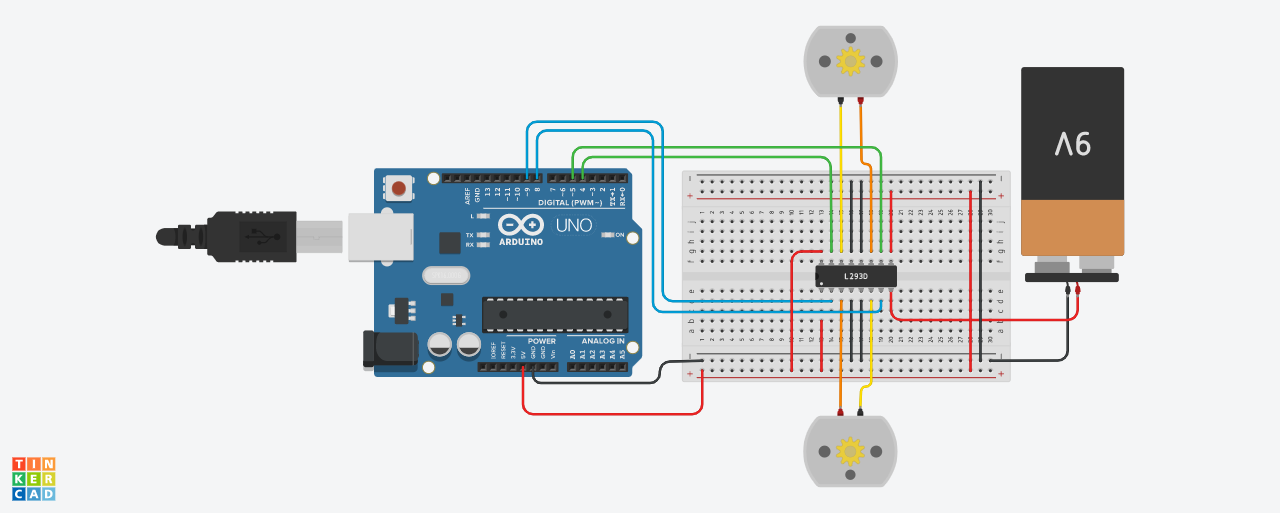 AREF
GND
13
12
~11
~10
~9
8
7
~6
~5
4
~3
2
TX→1
RX←0
DIGITAL (PWM~)
L
TX
RX
ARDUINO
UNO
ON
L293D
9V
POWER
ANALOG IN
IOREF
RESET
3.3V
5V
GND
GND
Vin
A0
A1
A2
A3
A4
A5
TIN
KER
CAD